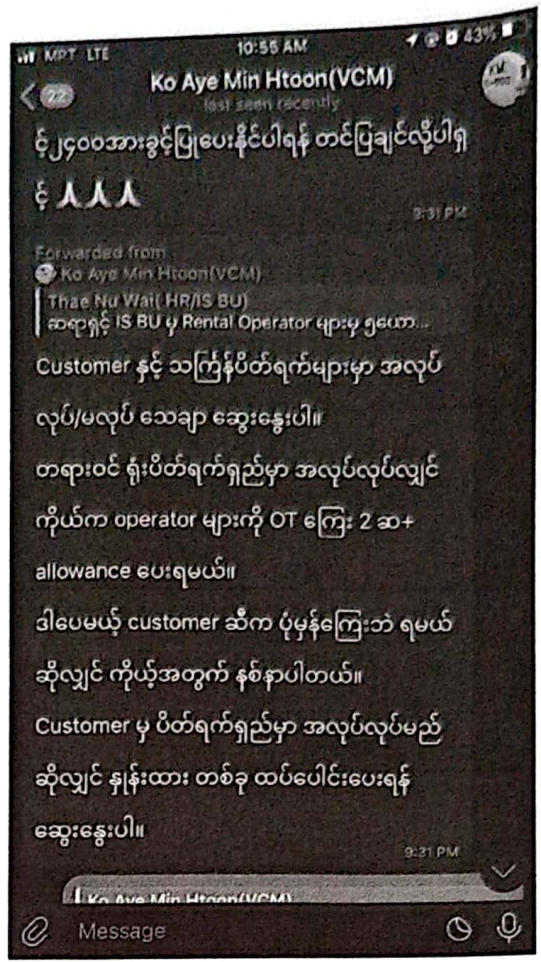 MPT LTE 10:56 AM 43%
22
Ko Aye Min Htoon(VCM)
last seen recently
င့်၂၄၀၀အားခွင့်ပြုပေးနိုင်ပါရန် တင်ပြချင်လို့ပါရှ
င့် 🙏🙏🙏
9:31 PM
Forwarded from
Ko Aye Min Htoon(VCM)
Thae Nu Wai( HR/IS BU)
ဆရာရှင့် IS BU မှ Rental Operator များမှ ၅ယော...
Customer နှင့် သင်္ကြန်ပိတ်ရက်များမှာ အလုပ်
လုပ်/မလုပ် သေချာ ဆွေးနွေးပါ။
တရားဝင် ရုံးပိတ်ရက်ရှည်မှာ အလုပ်လုပ်လျှင်
ကိုယ်က operator များကို OT ကြေး 2 ဆ+
allowance ပေးရမယ်။
ဒါပေမယ့် customer ဆီက ပုံမှန်ကြေးဘဲ ရမယ်
ဆိုလျှင် ကိုယ့်အတွက် နစ်နာပါတယ်။
Customer မှ ပိတ်ရက်ရှည်မှာ အလုပ်လုပ်မည်
ဆိုလျှင် နှုန်းထား တစ်ခု ထပ်ပေါင်းပေးရန်
ဆွေးနွေးပါ။
9:31 PM
Ko Aye Min Htoon(VCM)
Message